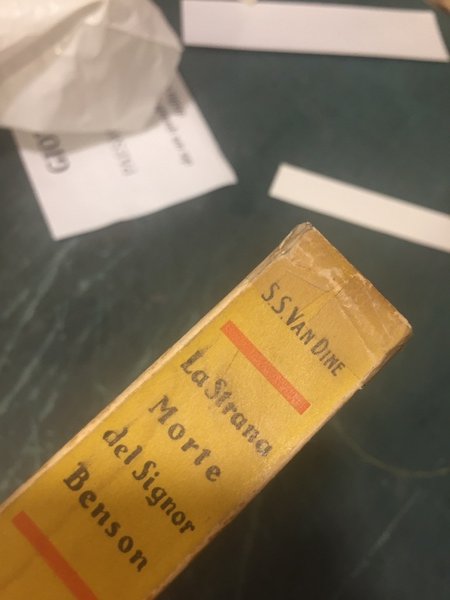 S.S. VAN DINE
La Strana
Morte
del Signor
Benson